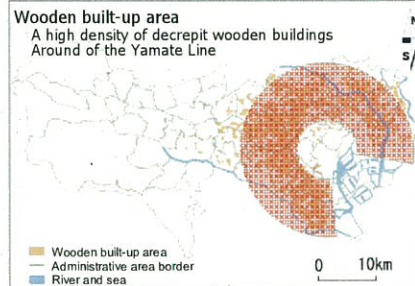 Wooden built-up area
A high density of decrepit wooden buildings
Around of the Yamate Line
N
S
Wooden built-up area
Administrative area border
River and sea
0 10km